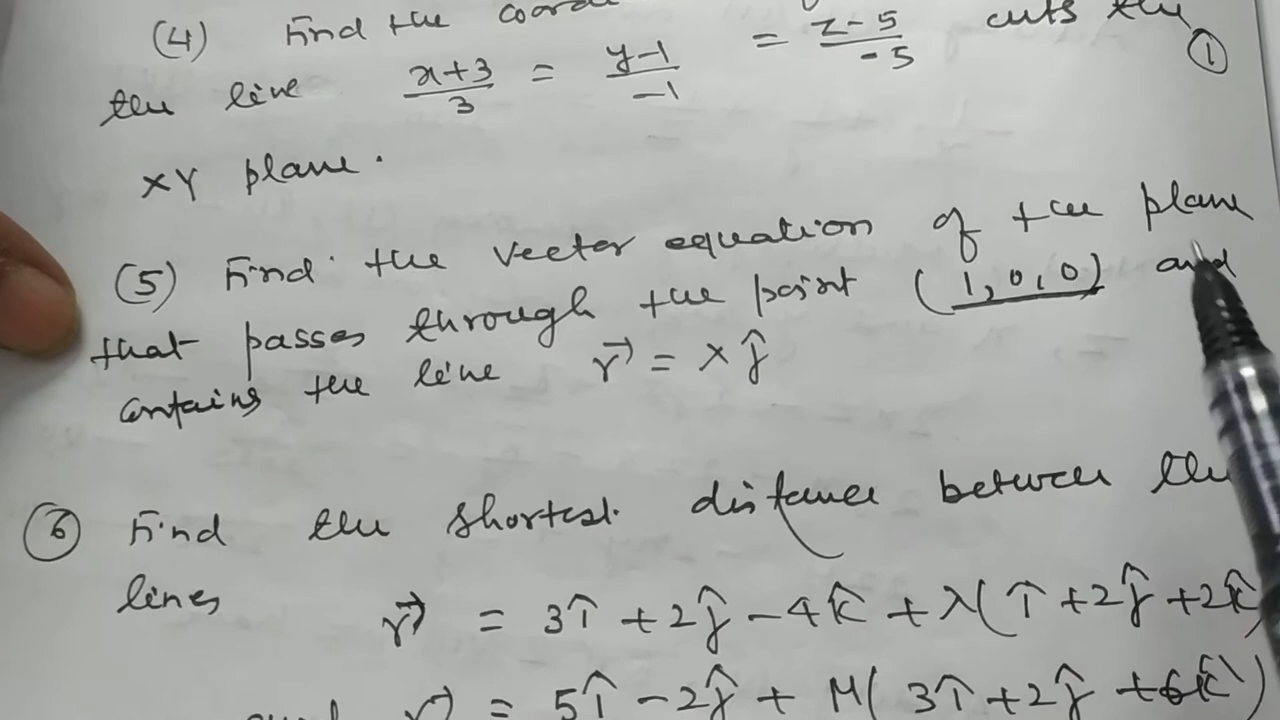 (4) Find the cuts the
the line x+3/3 = y-1/-1 = z-5/-5 ①
XY plane.
(5) Find the vector equation of the plane
that passes through the point (1,0,0) and
contains the line r⃗ = x ĵ
⑥ Find the shortest distance between the
lines r⃗ = 3î + 2ĵ - 4k̂ + λ(î + 2ĵ + 2k̂
and r⃗ = 5î - 2ĵ + M(3î + 2ĵ + 6k̂)